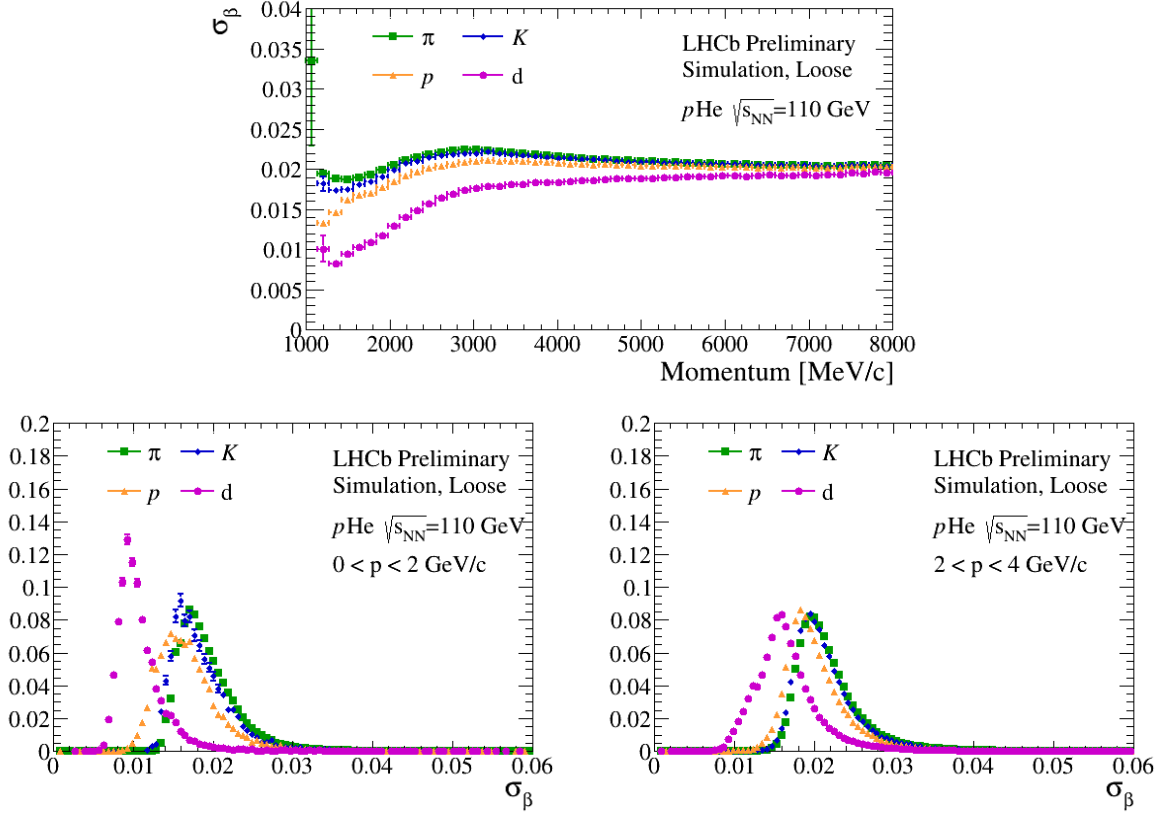 σβ
0.04
0.035
0.03
0.025
0.02
0.015
0.01
0.005
0
π K
p d
LHCb Preliminary
Simulation, Loose
pHe √sNN=110 GeV
1000 2000 3000 4000 5000 6000 7000 8000
Momentum [MeV/c]
0.2
0.18
0.16
0.14
0.12
0.1
0.08
0.06
0.04
0.02
0
π K
p d
LHCb Preliminary
Simulation, Loose
pHe √sNN=110 GeV
0 < p < 2 GeV/c
0 0.01 0.02 0.03 0.04 0.05 0.06
σβ
0.2
0.18
0.16
0.14
0.12
0.1
0.08
0.06
0.04
0.02
0
π K
p d
LHCb Preliminary
Simulation, Loose
pHe √sNN=110 GeV
2 < p < 4 GeV/c
0 0.01 0.02 0.03 0.04 0.05 0.06
σβ